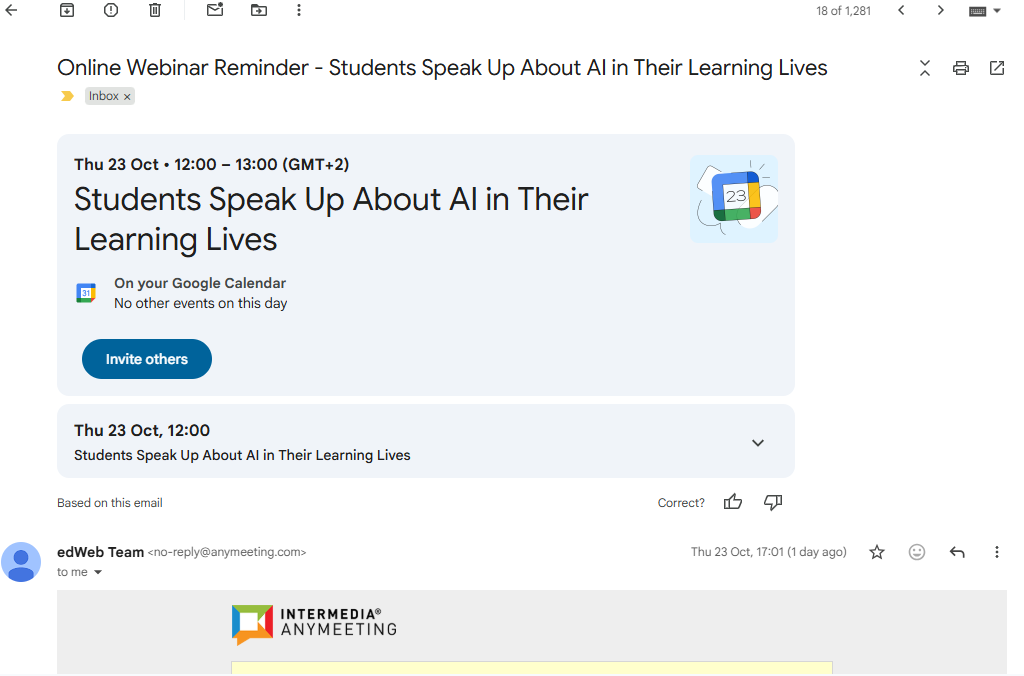 18 of 1,281
Online Webinar Reminder - Students Speak Up About AI in Their Learning Lives
Inbox ×
Thu 23 Oct • 12:00 – 13:00 (GMT+2)
Students Speak Up About AI in Their
Learning Lives
23
On your Google Calendar
31
No other events on this day
Invite others
Thu 23 Oct, 12:00
Students Speak Up About AI in Their Learning Lives
Based on this email
Correct?
edWeb Team <no-reply@anymeeting.com>
Thu 23 Oct, 17:01 (1 day ago)
to me
INTERMEDIA®
ANYMEETING